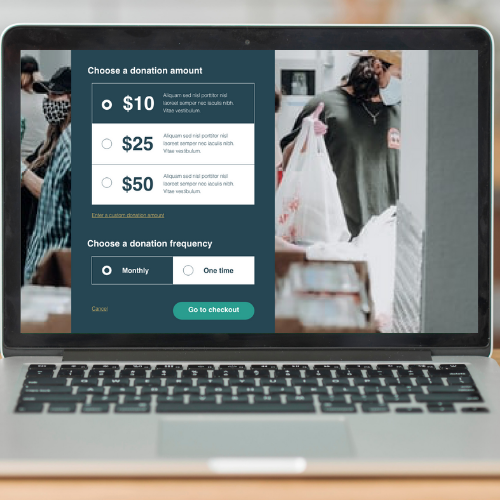 Choose a donation amount
$10
Aliquam sed nisl porttitor nisl
laoreet semper nec iaculis nibh.
Vitae vestibulum.
$25
Aliquam sed nisl porttitor nisl
laoreet semper nec iaculis nibh.
Vitae vestibulum.
$50
Aliquam sed nisl porttitor nisl
laoreet semper nec iaculis nibh.
Vitae vestibulum.
Enter a custom donation amount
Choose a donation frequency
Monthly
One time
Cancel
Go to checkout